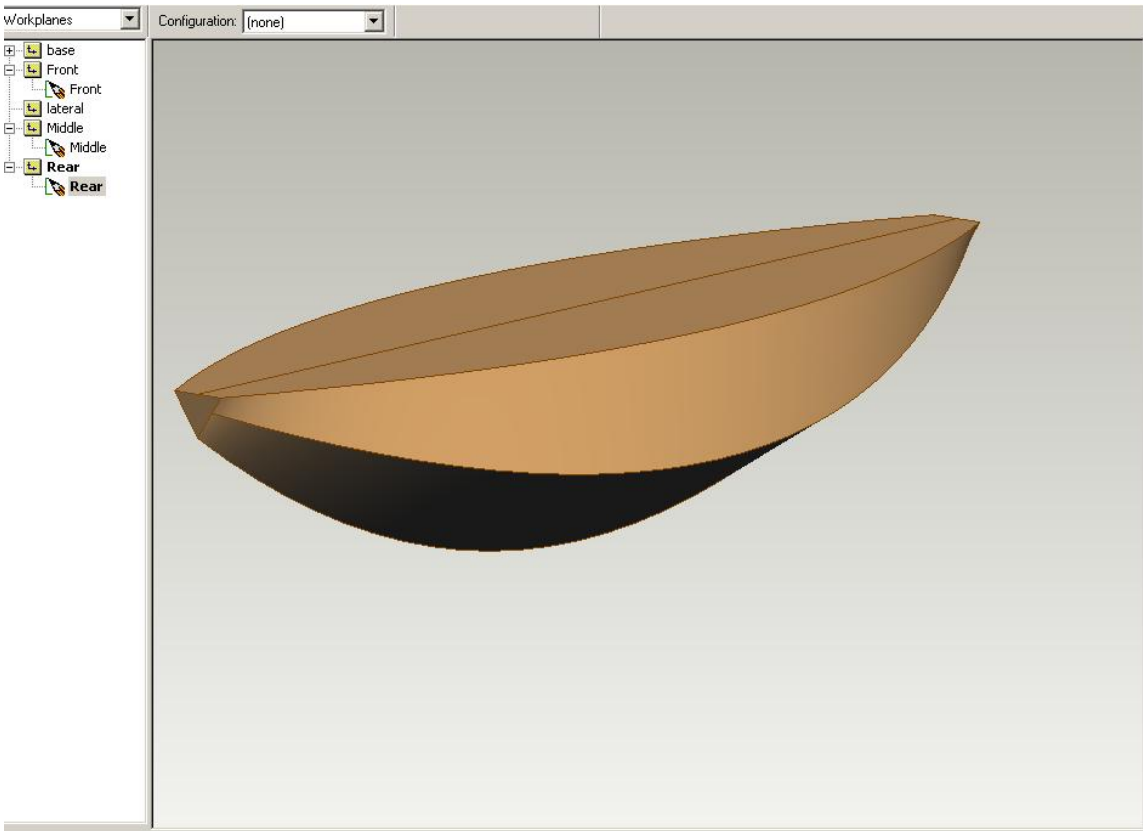 Workplanes
Configuration: (none)
base
Front
Front
lateral
Middle
Middle
Rear
Rear